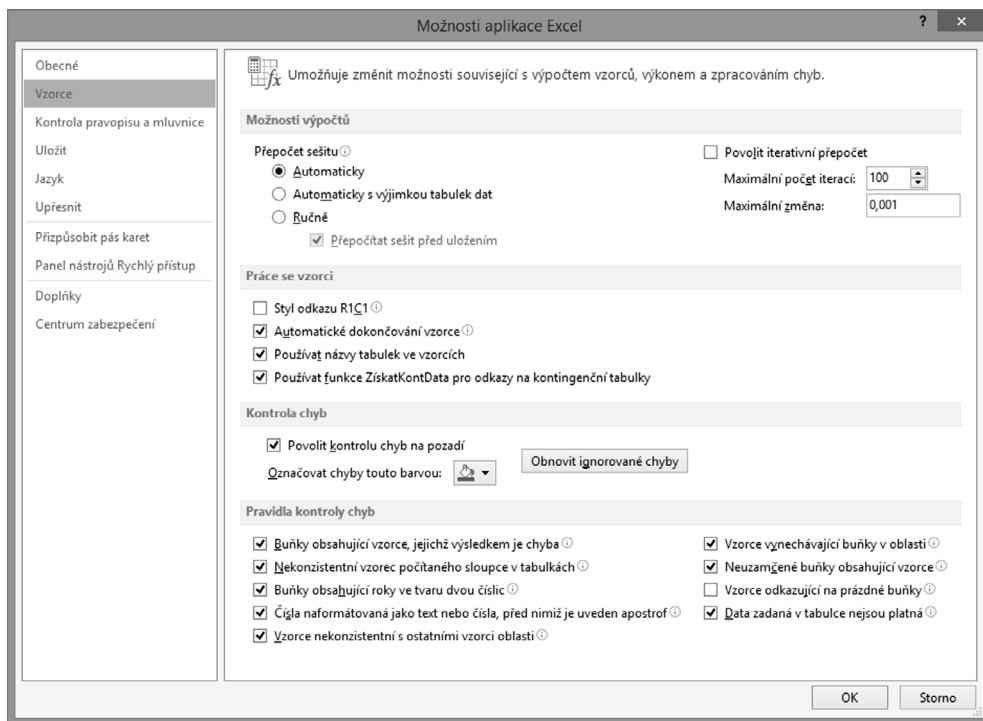 Možnosti aplikace Excel
?
Obecné
Vzorce
Kontrola pravopisu a mluvnice
Uložit
Jazyk
Upřesnit
Přizpůsobit pás karet
Panel nástrojů Rychlý přístup
Doplňky
Centrum zabezpečení
Umožňuje změnit možnosti související s výpočtem vzorců, výkonem a zpracováním chyb.
Možnosti výpočtů
Přepočet sešitu
Automaticky
Automaticky s výjimkou tabulek dat
Ručně
Přepočítat sešit před uložením
Povolit iterativní přepočet
Maximální počet iterací: 100
Maximální změna: 0,001
Práce se vzorci
Styl odkazu R1C1
Automatické dokončování vzorce
Používat názvy tabulek ve vzorcích
Používat funkce ZískatKontData pro odkazy na kontingenční tabulky
Kontrola chyb
Povolit kontrolu chyb na pozadí
Označovat chyby touto barvou:
Obnovit ignorované chyby
Pravidla kontroly chyb
Buňky obsahující vzorce, jejichž výsledkem je chyba
Nekonzistentní vzorec počítaného sloupce v tabulkách
Buňky obsahující roky ve tvaru dvou číslic
Čísla naformátovaná jako text nebo čísla, před nimiž je uveden apostrof
Vzorce nekonzistentní s ostatními vzorci oblasti
Vzorce vynechávající buňky v oblasti
Neuzamčené buňky obsahující vzorce
Vzorce odkazující na prázdné buňky
Data zadaná v tabulce nejsou platná
OK
Storno